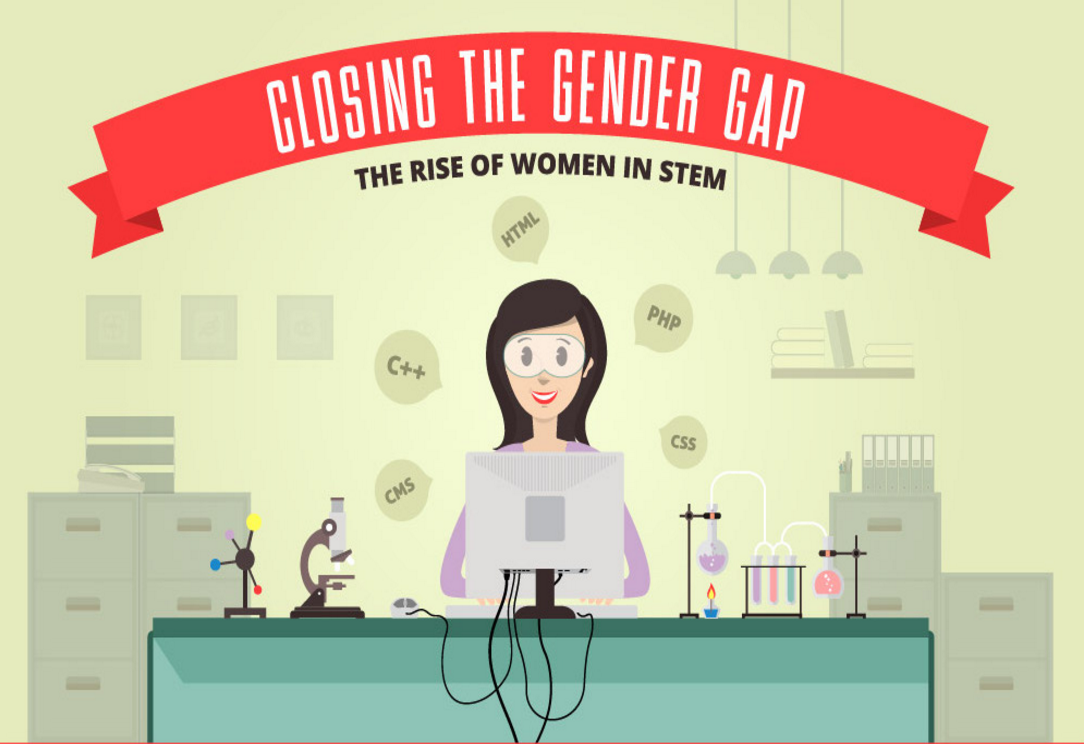 CLOSING THE GENDER GAP
THE RISE OF WOMEN IN STEM
HTML
PHP
C++
CSS
CMS